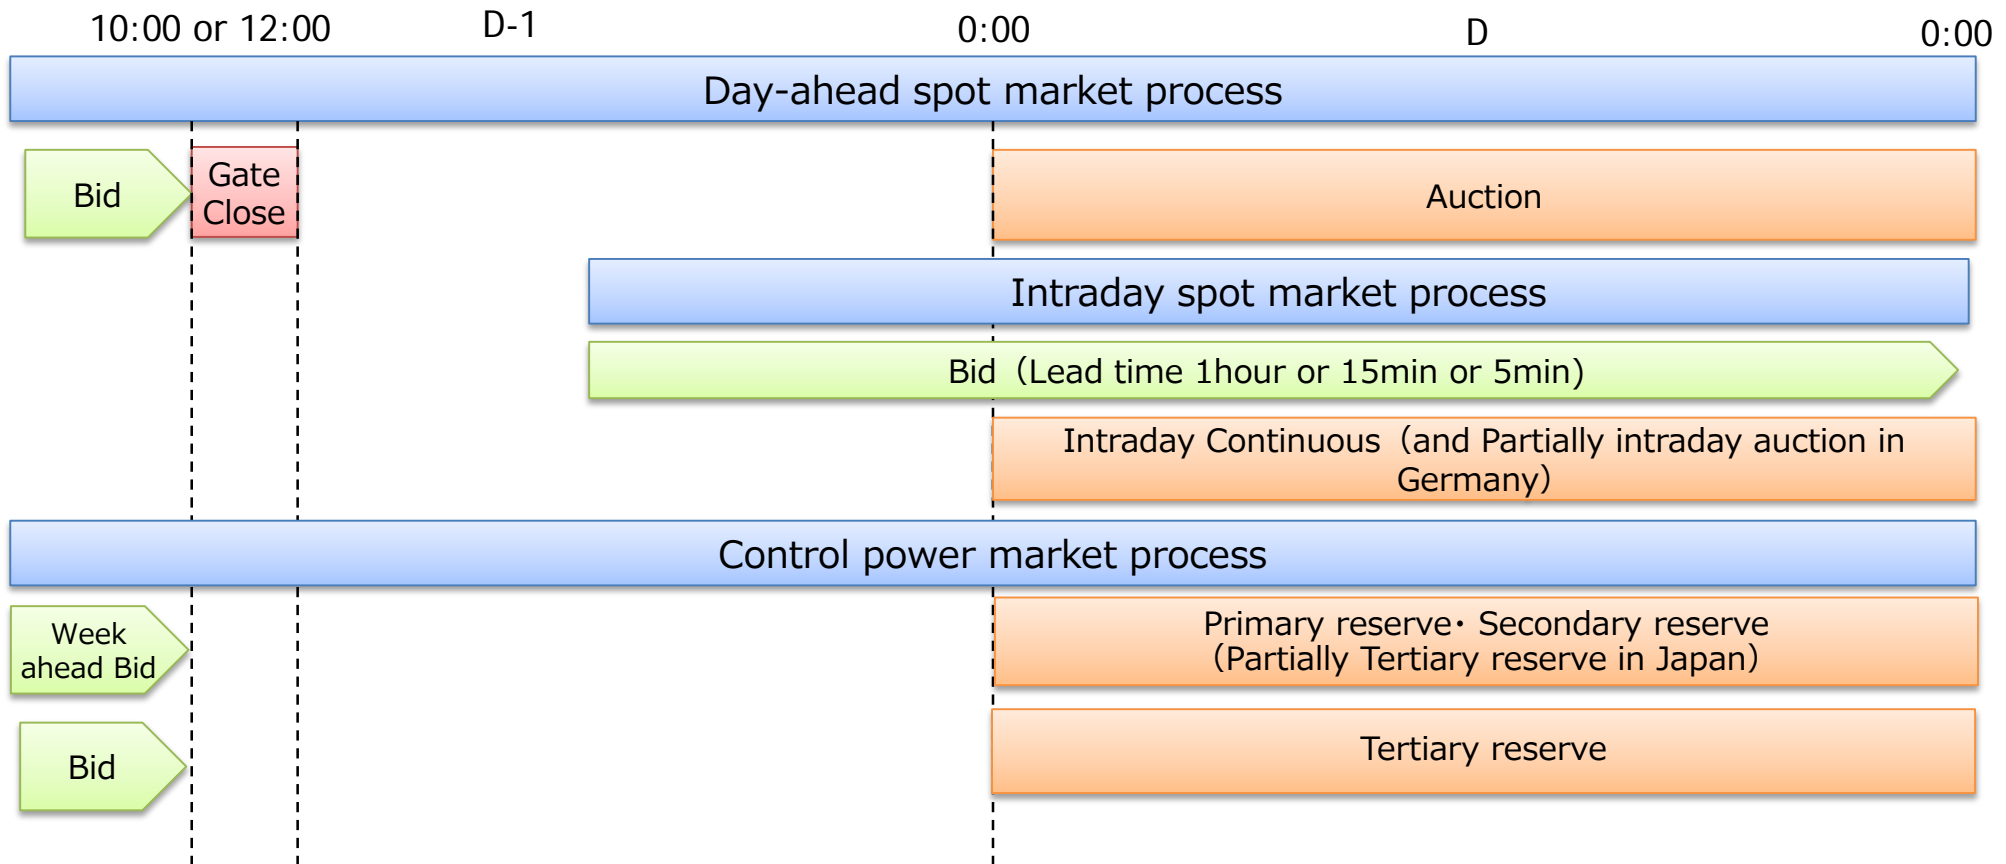 10:00 or 12:00 D-1 0:00 D 0:00
Day-ahead spot market process
Bid
Gate
Close
Auction
Intraday spot market process
Bid（Lead time 1hour or 15min or 5min)
Intraday Continuous（and Partially intraday auction in
Germany）
Control power market process
Week
ahead Bid
Primary reserve・Secondary reserve
（Partially Tertiary reserve in Japan）
Bid
Tertiary reserve